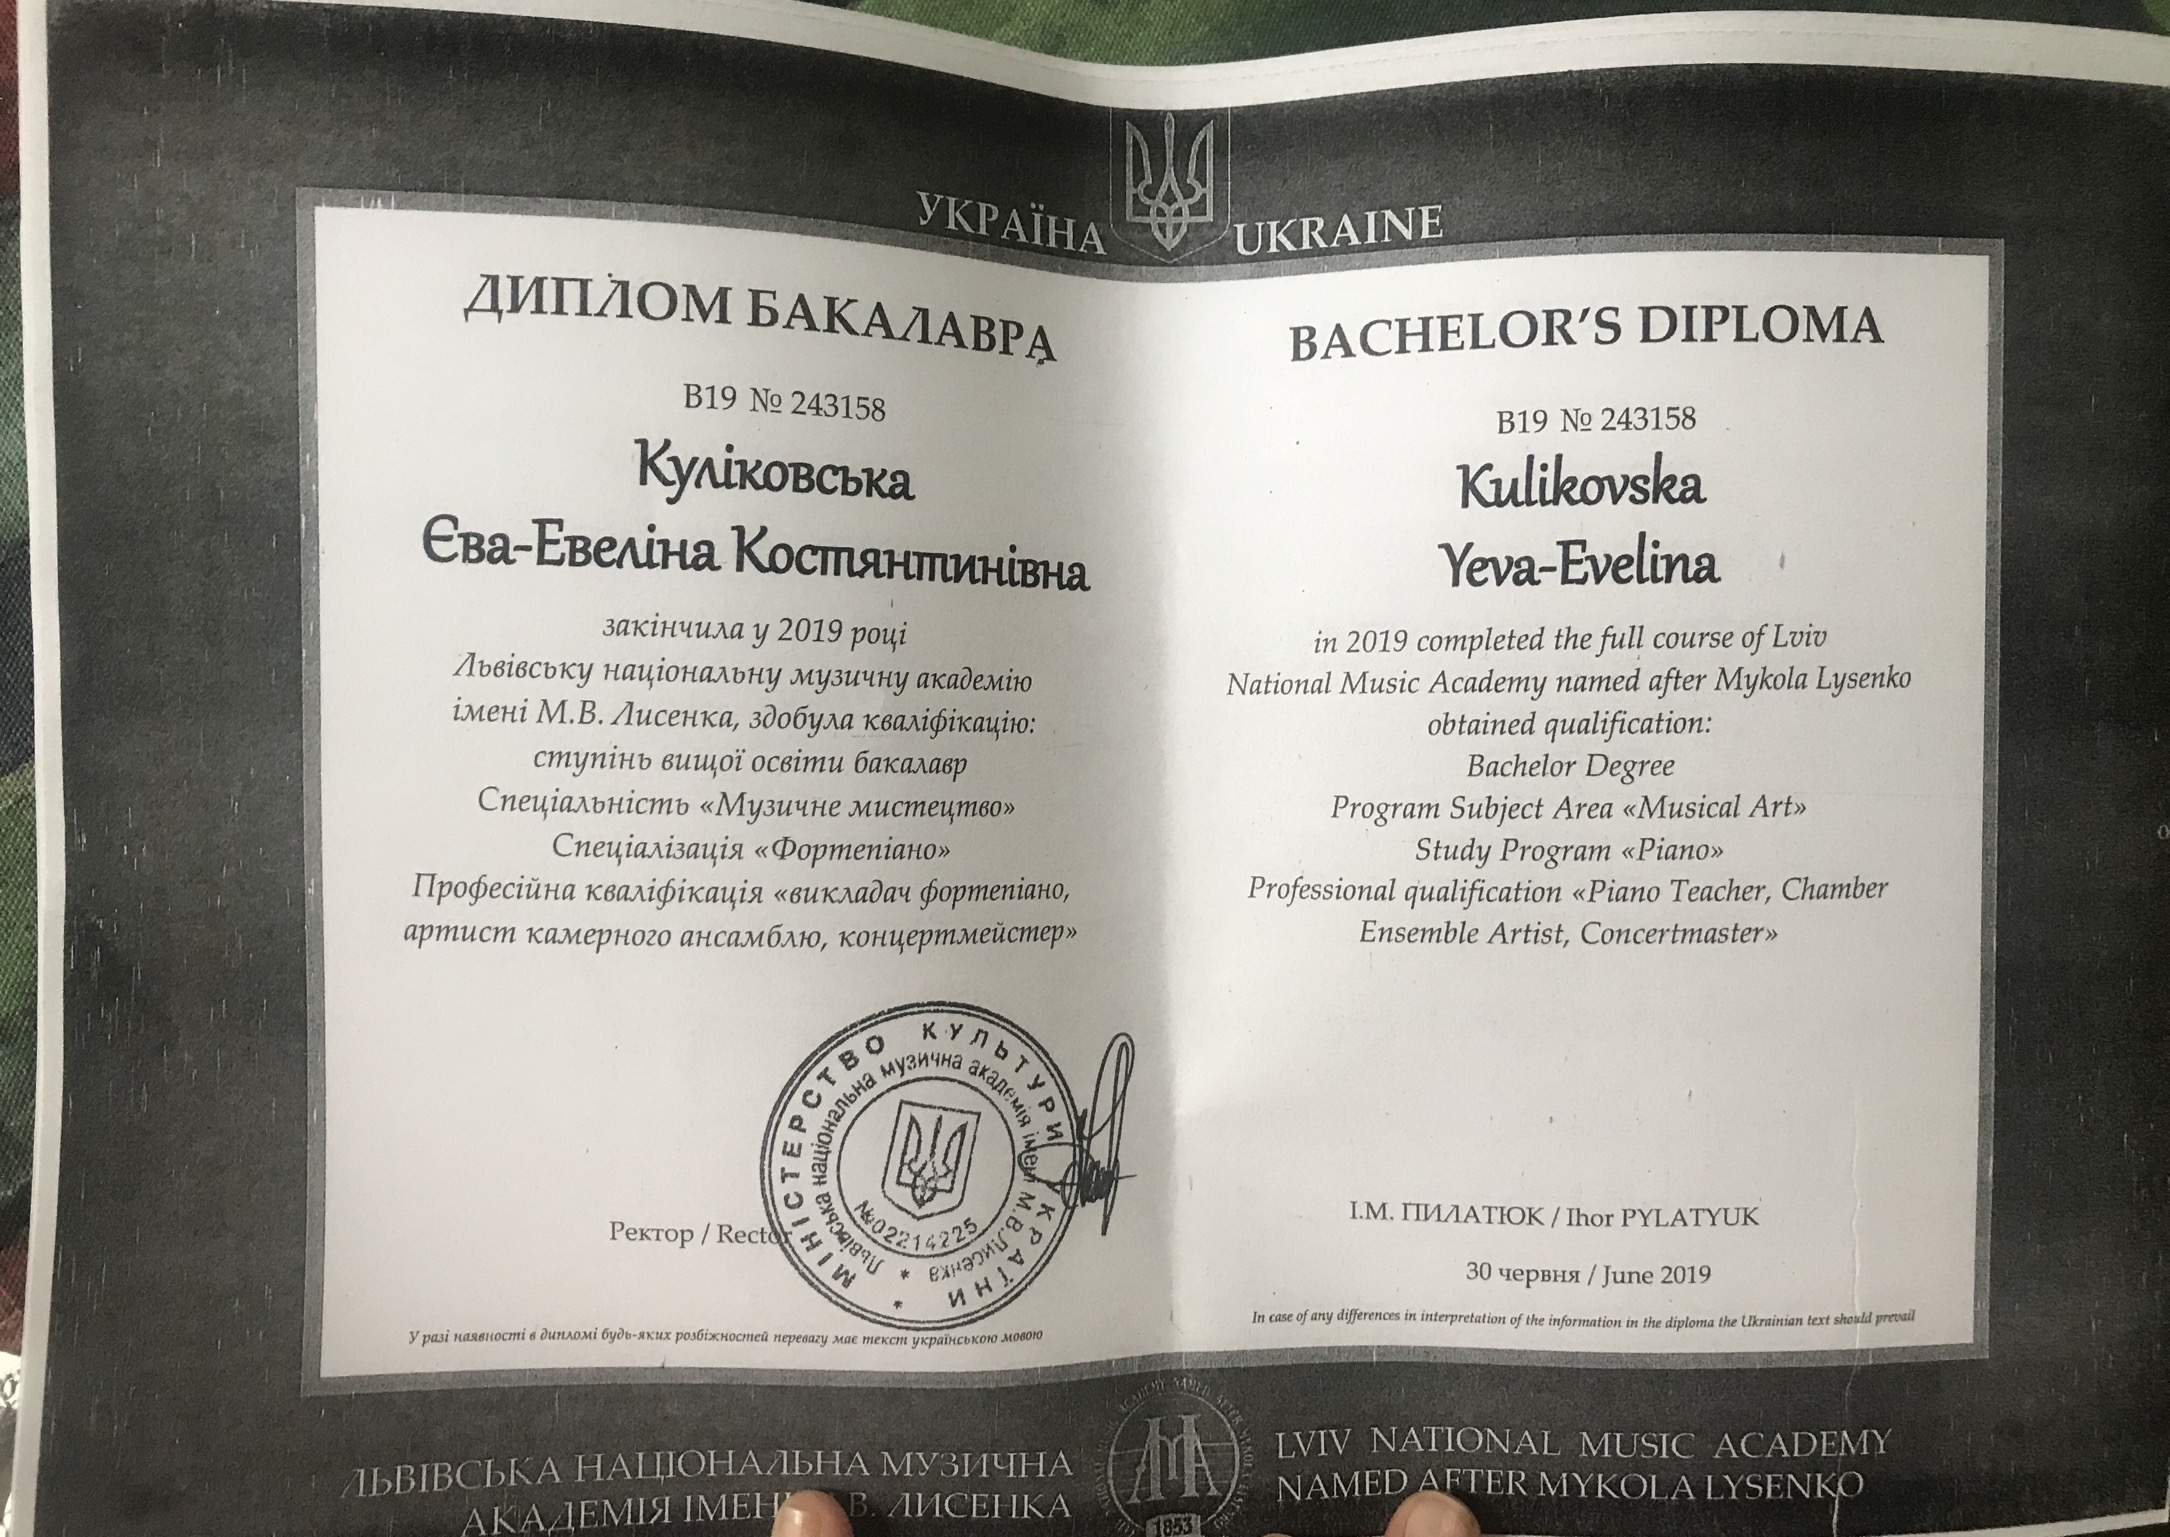 УКРАЇНА UKRAINE
ДИПЛОМ БАКАЛАВРА
B19 № 243158
Куліковська
Єва-Евеліна Костянтинівна
закінчила у 2019 році
Львівську національну музичну академію
імені М.В. Лисенка, здобула кваліфікацію:
ступінь вищої освіти бакалавр
Спеціальність «Музичне мистецтво»
Спеціалізація «Фортепіано»
Професійна кваліфікація «викладач фортепіано,
артист камерного ансамблю, концертмейстер»
Ректор / Rector
МІНІСТЕРСТВО КУЛЬТУРИ УКРАЇНИ *
Львівська національна музична академія імені М.В.Лисенка *
№02214225
У разі наявності в дипломі будь-яких розбіжностей перевагу має текст українською мовою
BACHELOR'S DIPLOMA
B19 № 243158
Kulikovska
Yeva-Evelina
in 2019 completed the full course of Lviv
National Music Academy named after Mykola Lysenko
obtained qualification:
Bachelor Degree
Program Subject Area «Musical Art»
Study Program «Piano»
Professional qualification «Piano Teacher, Chamber
Ensemble Artist, Concertmaster»
І.М. ПИЛАТЮК / Ihor PYLATYUK
30 червня / June 2019
In case of any differences in interpretation of the information in the diploma the Ukrainian text should prevail
ЛЬВІВСЬКА НАЦІОНАЛЬНА МУЗИЧНА
АКАДЕМІЯ ІМЕН В. ЛИСЕНКА
1853
LVIV NATIONAL MUSIC ACADEMY
NAMED AFTER MYKOLA LYSENKO